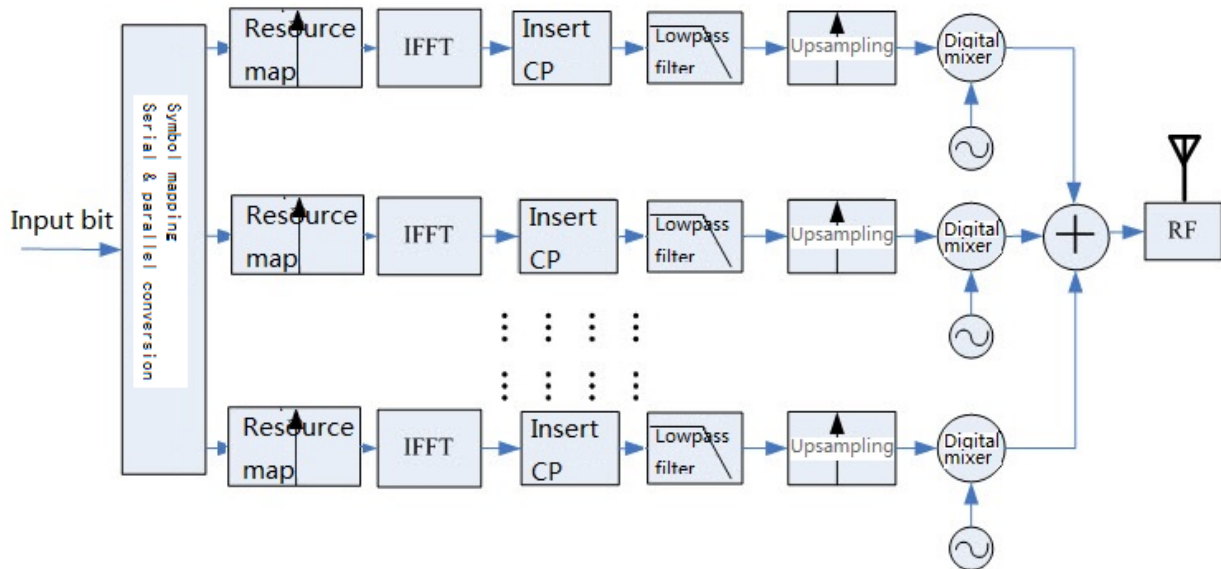 Input bit
Symbol mapping
Serial & parallel conversion
Resource
map
IFFT
Insert
CP
Lowpass
filter
Upsampling
Digital
mixer
Resource
map
IFFT
Insert
CP
Lowpass
filter
Upsampling
Digital
mixer
RF
Resource
map
IFFT
Insert
CP
Lowpass
filter
Upsampling
Digital
mixer